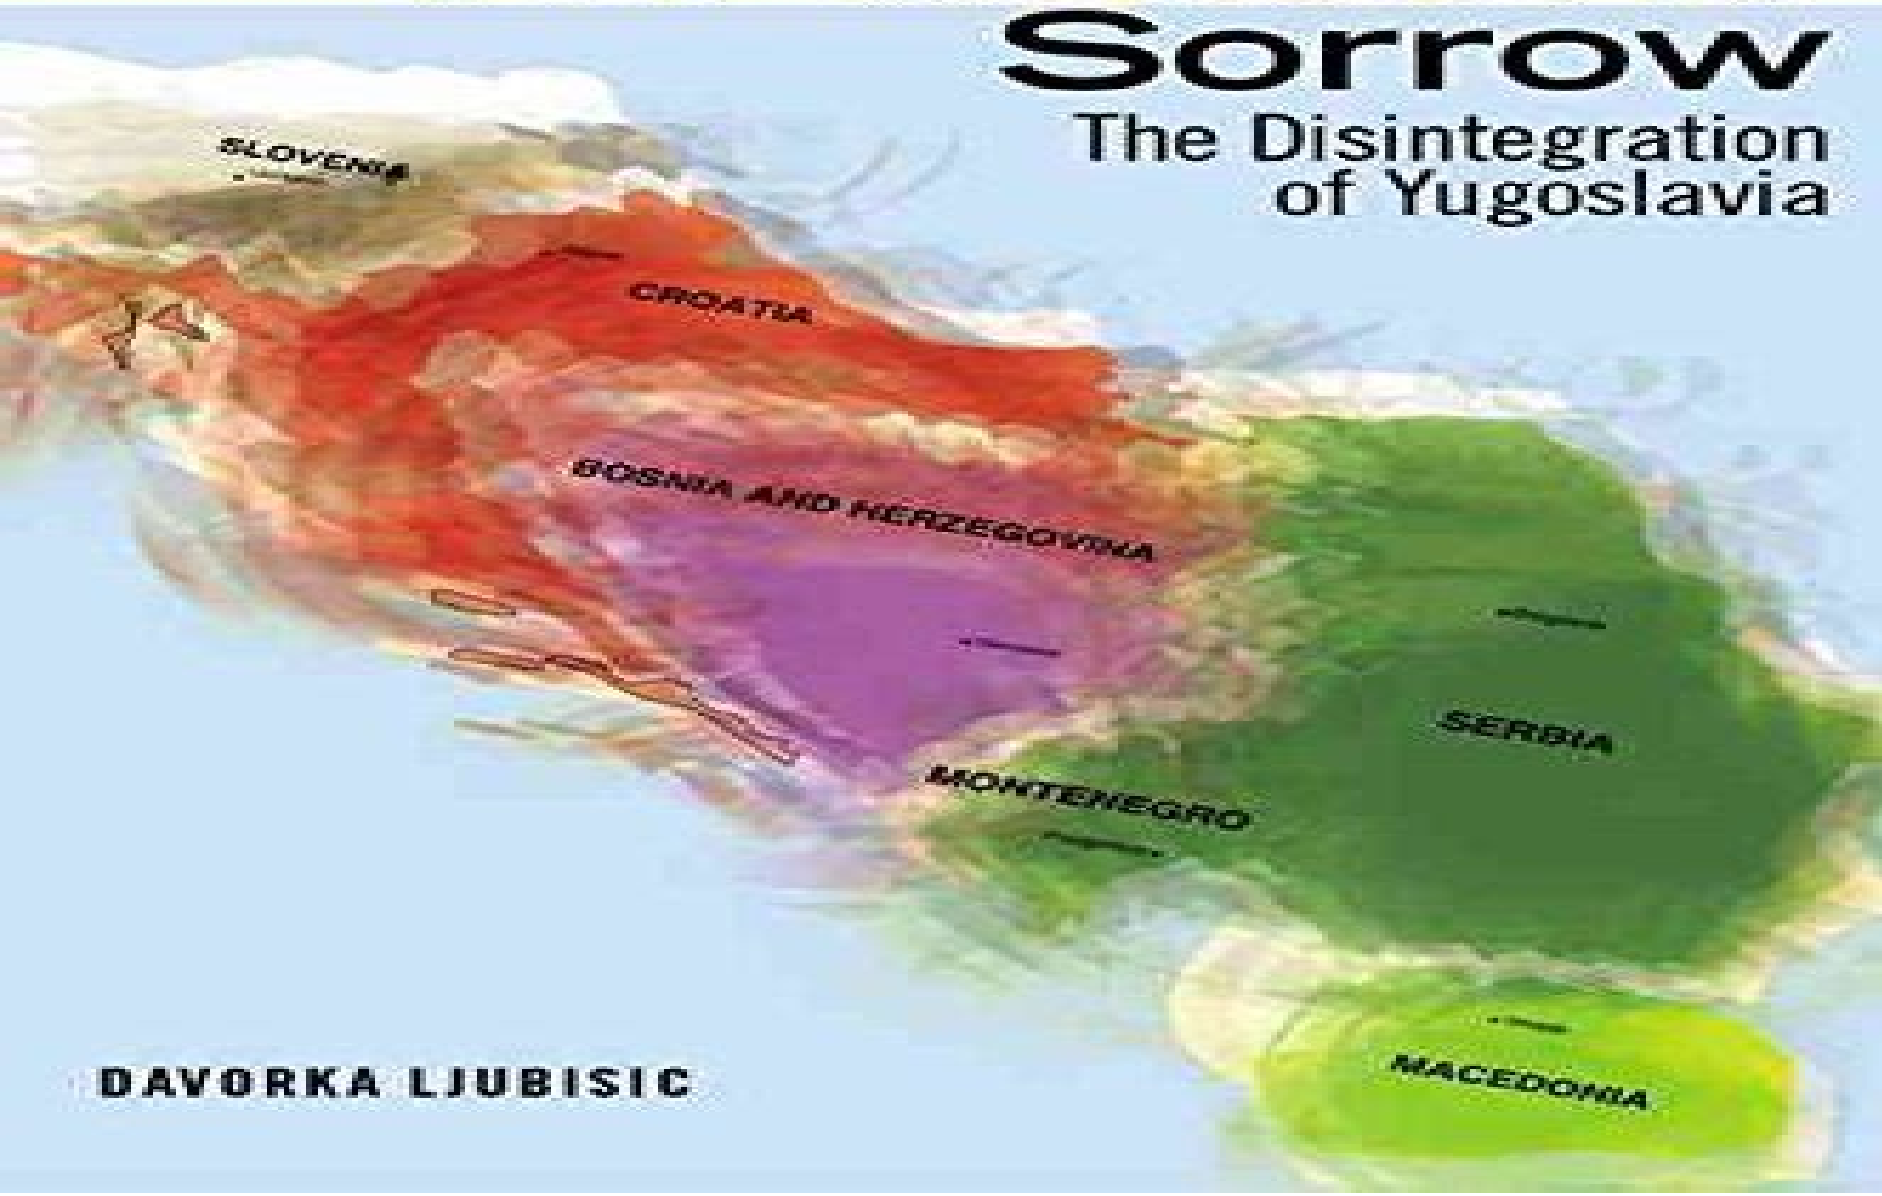 Sorrow
The Disintegration
of Yugoslavia
SLOVENIA
CROATIA
BOSNIA AND HERZEGOVINA
SERBIA
MONTENEGRO
MACEDONIA
DAVORKA LJUBISIC